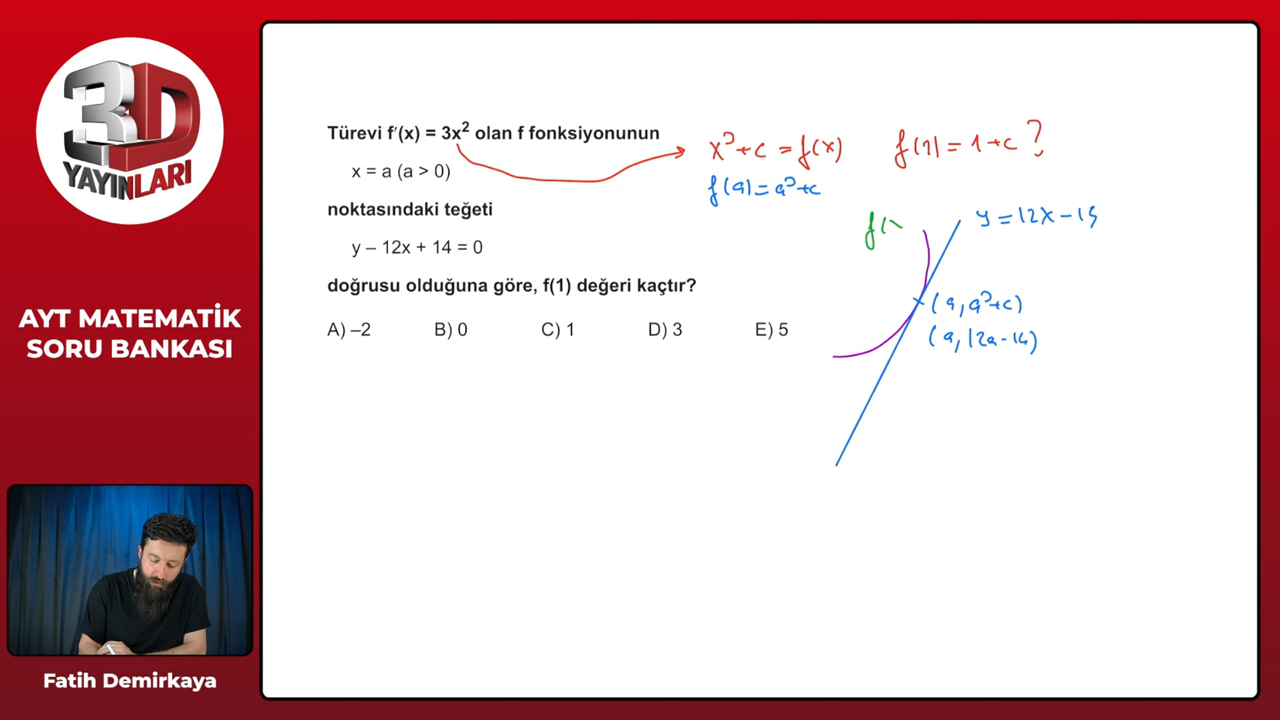 3D
YAYINLARI
AYT MATEMATİK
SORU BANKASI
Fatih Demirkaya
Türevi f'(x) = 3x² olan f fonksiyonunun
x = a (a > 0)
noktasındaki teğeti
y – 12x + 14 = 0
doğrusu olduğuna göre, f(1) değeri kaçtır?
A) –2 B) 0 C) 1 D) 3 E) 5
x³+c = f(x) f(1) = 1+c ?
f(a) = a³+c
f(x
y = 12x – 14
(a, a³+c)
(a, 12a - 14)